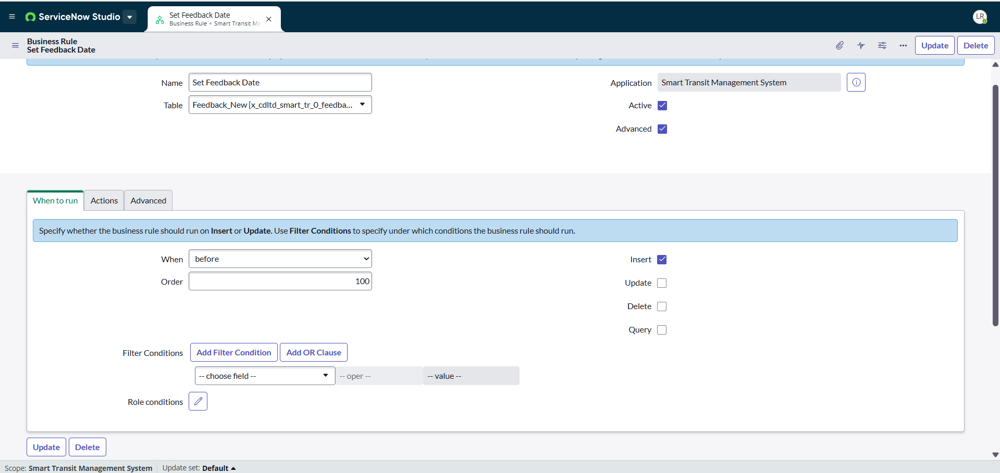 ServiceNow Studio
Set Feedback Date
Business Rule • Smart Transit Ma
LR
Business Rule
Set Feedback Date
Update
Delete
Name
Set Feedback Date
Application
Smart Transit Management System
Table
Feedback_New [x_cdltd_smart_tr_0_feedba...
Active
Advanced
When to run
Actions
Advanced
Specify whether the business rule should run on Insert or Update. Use Filter Conditions to specify under which conditions the business rule should run.
When
before
Insert
Order
100
Update
Delete
Query
Filter Conditions
Add Filter Condition
Add OR Clause
-- choose field --
-- oper --
-- value --
Role conditions
Update
Delete
Scope: Smart Transit Management System
Update set: Default